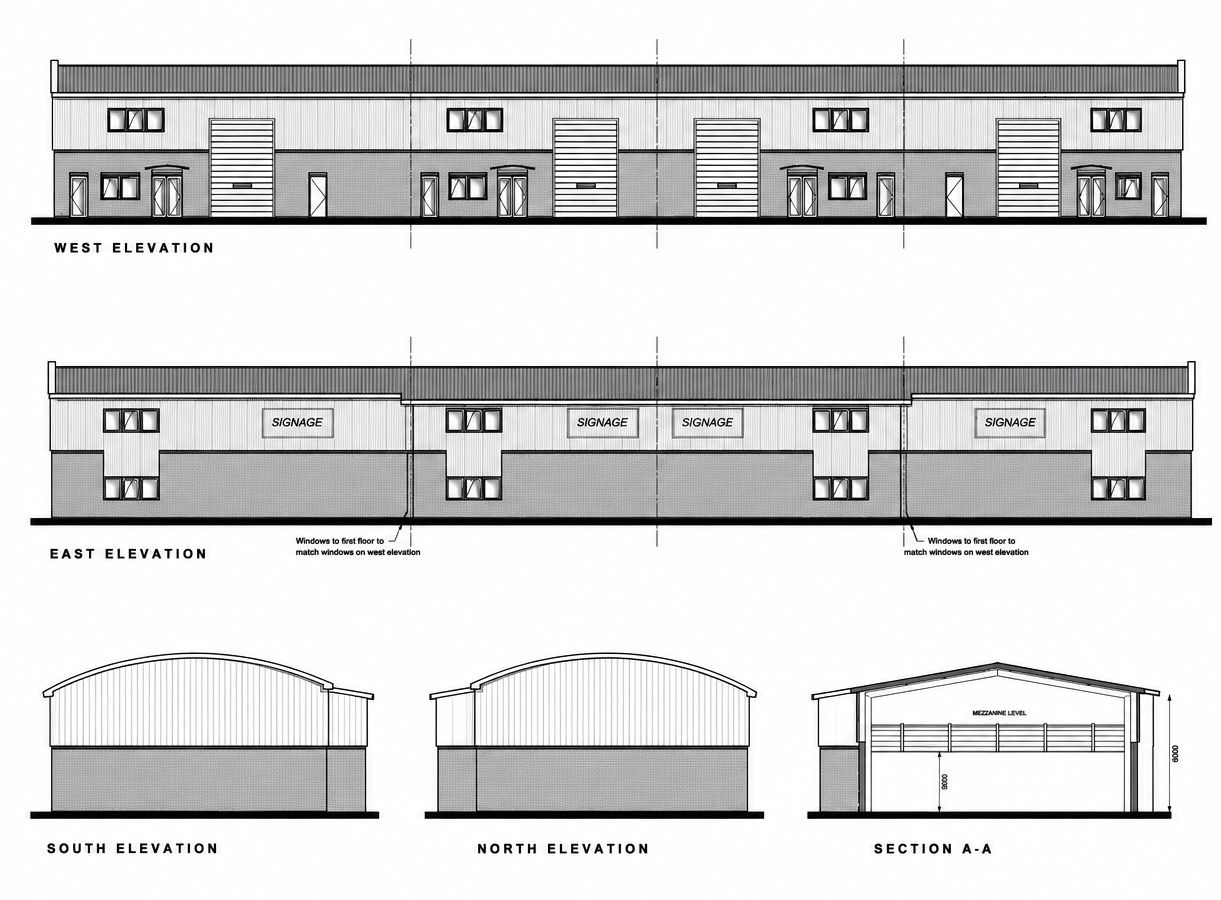 WEST ELEVATION
SIGNAGE
SIGNAGE
SIGNAGE
SIGNAGE
Windows to first floor to
match windows on west elevation
Windows to first floor to
match windows on west elevation
EAST ELEVATION
MEZZANINE LEVEL
6000
SOUTH ELEVATION
NORTH ELEVATION
SECTION A-A